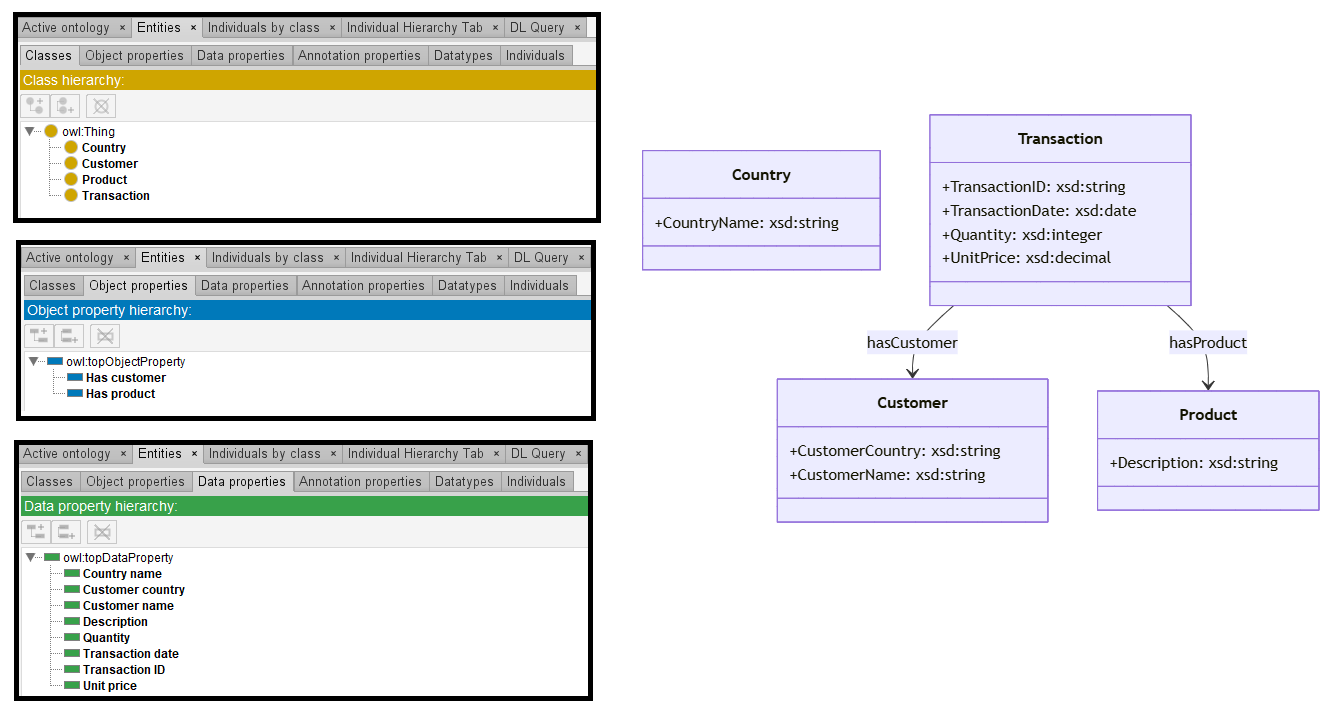 Active ontology × Entities × Individuals by class × Individual Hierarchy Tab × DL Query ×
Classes Object properties Data properties Annotation properties Datatypes Individuals
Class hierarchy:
owl:Thing
Country
Customer
Product
Transaction
Active ontology × Entities × Individuals by class × Individual Hierarchy Tab × DL Query ×
Classes Object properties Data properties Annotation properties Datatypes Individuals
Object property hierarchy:
owl:topObjectProperty
Has customer
Has product
Active ontology × Entities × Individuals by class × Individual Hierarchy Tab × DL Query ×
Classes Object properties Data properties Annotation properties Datatypes Individuals
Data property hierarchy:
owl:topDataProperty
Country name
Customer country
Customer name
Description
Quantity
Transaction date
Transaction ID
Unit price
Country
+CountryName: xsd:string
Transaction
+TransactionID: xsd:string
+TransactionDate: xsd:date
+Quantity: xsd:integer
+UnitPrice: xsd:decimal
hasCustomer
hasProduct
Customer
+CustomerCountry: xsd:string
+CustomerName: xsd:string
Product
+Description: xsd:string